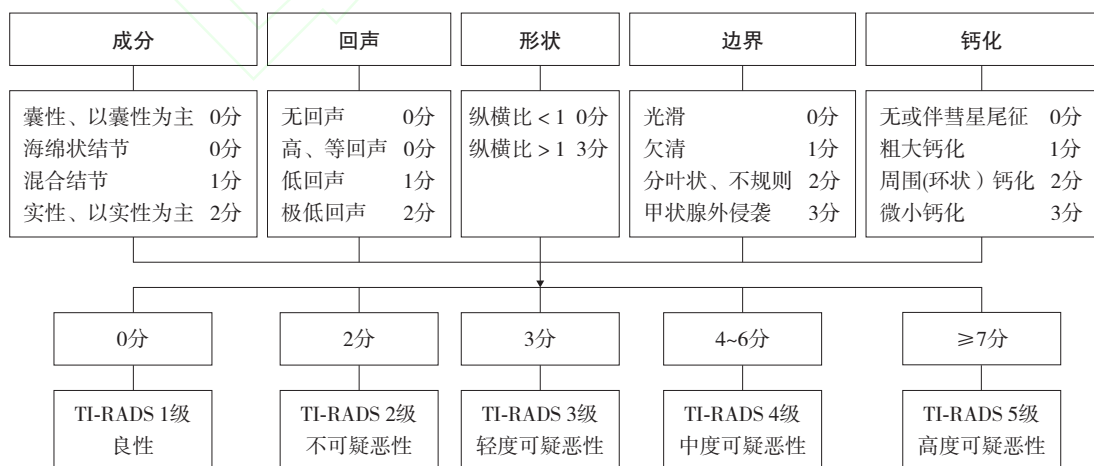 成分
囊性、以囊性为主 0分
海绵状结节 0分
混合结节 1分
实性、以实性为主 2分
回声
无回声 0分
高、等回声 0分
低回声 1分
极低回声 2分
形状
纵横比<1 0分
纵横比>1 3分
边界
光滑 0分
欠清 1分
分叶状、不规则 2分
甲状腺外侵袭 3分
钙化
无或伴彗星尾征 0分
粗大钙化 1分
周围(环状)钙化 2分
微小钙化 3分
0分
2分
3分
4~6分
≥7分
TI-RADS 1级
良性
TI-RADS 2级
不可疑恶性
TI-RADS 3级
轻度可疑恶性
TI-RADS 4级
中度可疑恶性
TI-RADS 5级
高度可疑恶性